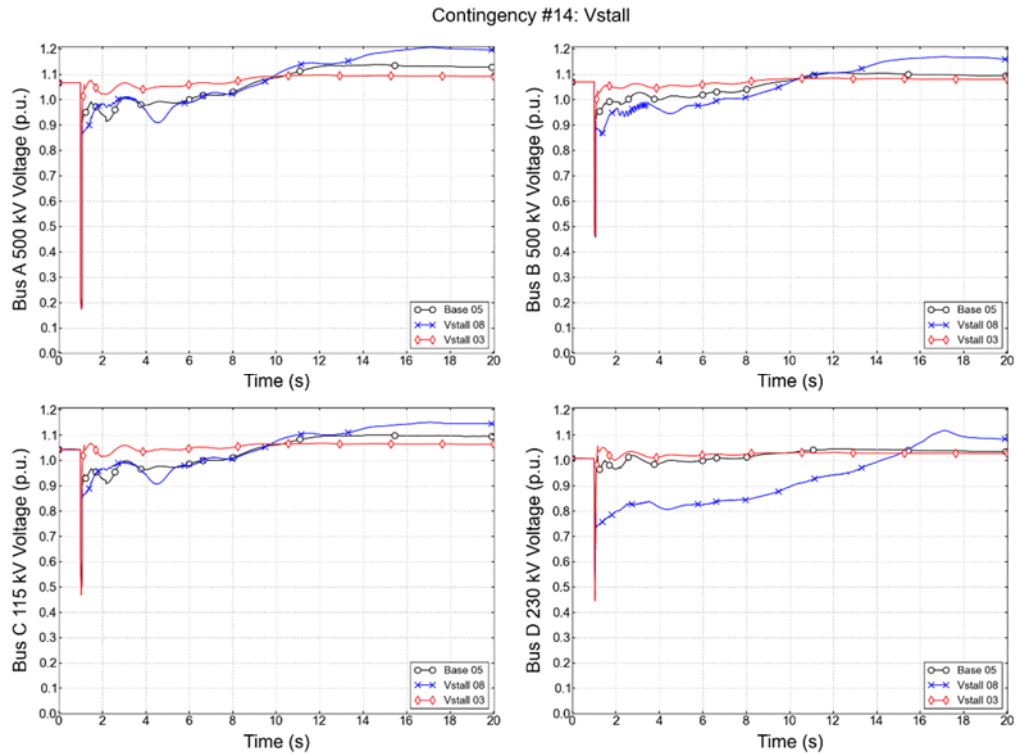 Contingency #14: Vstall
Bus A 500 kV Voltage (p.u.)
1.2
1.1
1.0
0.9
0.8
0.7
0.6
0.5
0.4
0.3
0.2
0.1
0.0
0 2 4 6 8 10 12 14 16 18 20
Time (s)
Base 05
Vstall 08
Vstall 03
Bus B 500 kV Voltage (p.u.)
1.2
1.1
1.0
0.9
0.8
0.7
0.6
0.5
0.4
0.3
0.2
0.1
0.0
0 2 4 6 8 10 12 14 16 18 20
Time (s)
Base 05
Vstall 08
Vstall 03
Bus C 115 kV Voltage (p.u.)
1.2
1.1
1.0
0.9
0.8
0.7
0.6
0.5
0.4
0.3
0.2
0.1
0.0
0 2 4 6 8 10 12 14 16 18 20
Time (s)
Base 05
Vstall 08
Vstall 03
Bus D 230 kV Voltage (p.u.)
1.2
1.1
1.0
0.9
0.8
0.7
0.6
0.5
0.4
0.3
0.2
0.1
0.0
0 2 4 6 8 10 12 14 16 18 20
Time (s)
Base 05
Vstall 08
Vstall 03